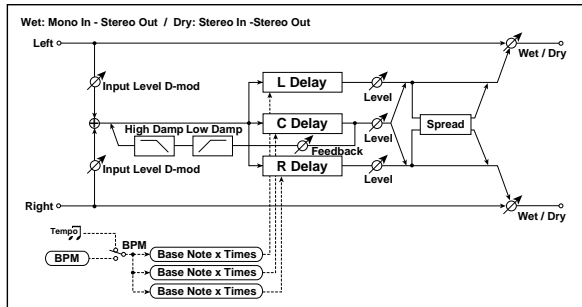 Wet: Mono In - Stereo Out / Dry: Stereo In -Stereo Out
Left
Wet / Dry
Input Level D-mod
L Delay
Level
High Damp Low Damp
C Delay
Level
Spread
Feedback
Input Level D-mod
R Delay
Level
Right
Wet / Dry
Tempo
BPM
BPM
Base Note x Times
Base Note x Times
Base Note x Times